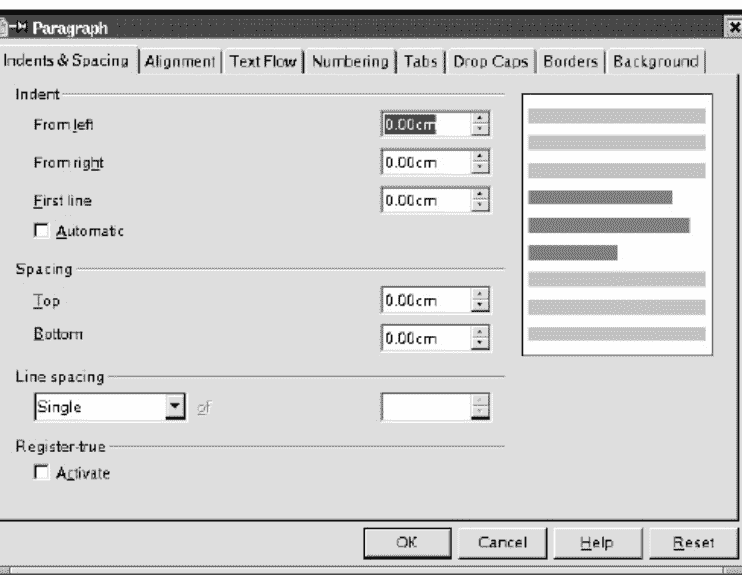 Paragraph
Indents & Spacing Alignment Text Flow Numbering Tabs Drop Caps Borders Background
Indent
From left 0.00cm
From right 0.00cm
First line 0.00cm
Automatic
Spacing
Top 0.00cm
Bottom 0.00cm
Line spacing
Single of
Register-true
Activate
OK Cancel Help Reset